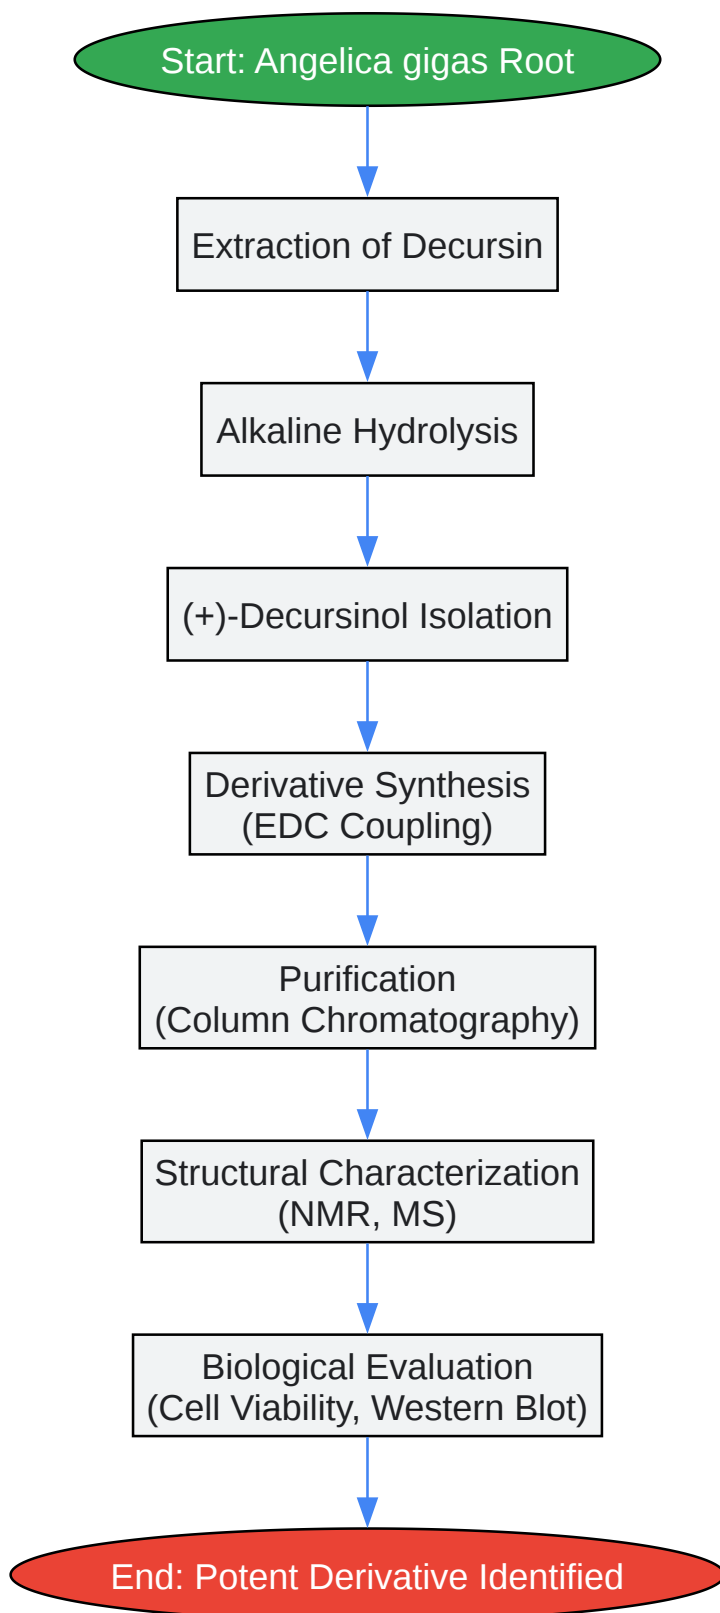 Start: Angelica gigas Root
Extraction of Decursin
Alkaline Hydrolysis
(+)-Decursinol Isolation
Derivative Synthesis
(EDC Coupling)
Purification
(Column Chromatography)
Structural Characterization
(NMR, MS)
Biological Evaluation
(Cell Viability, Western Blot)
End: Potent Derivative Identified